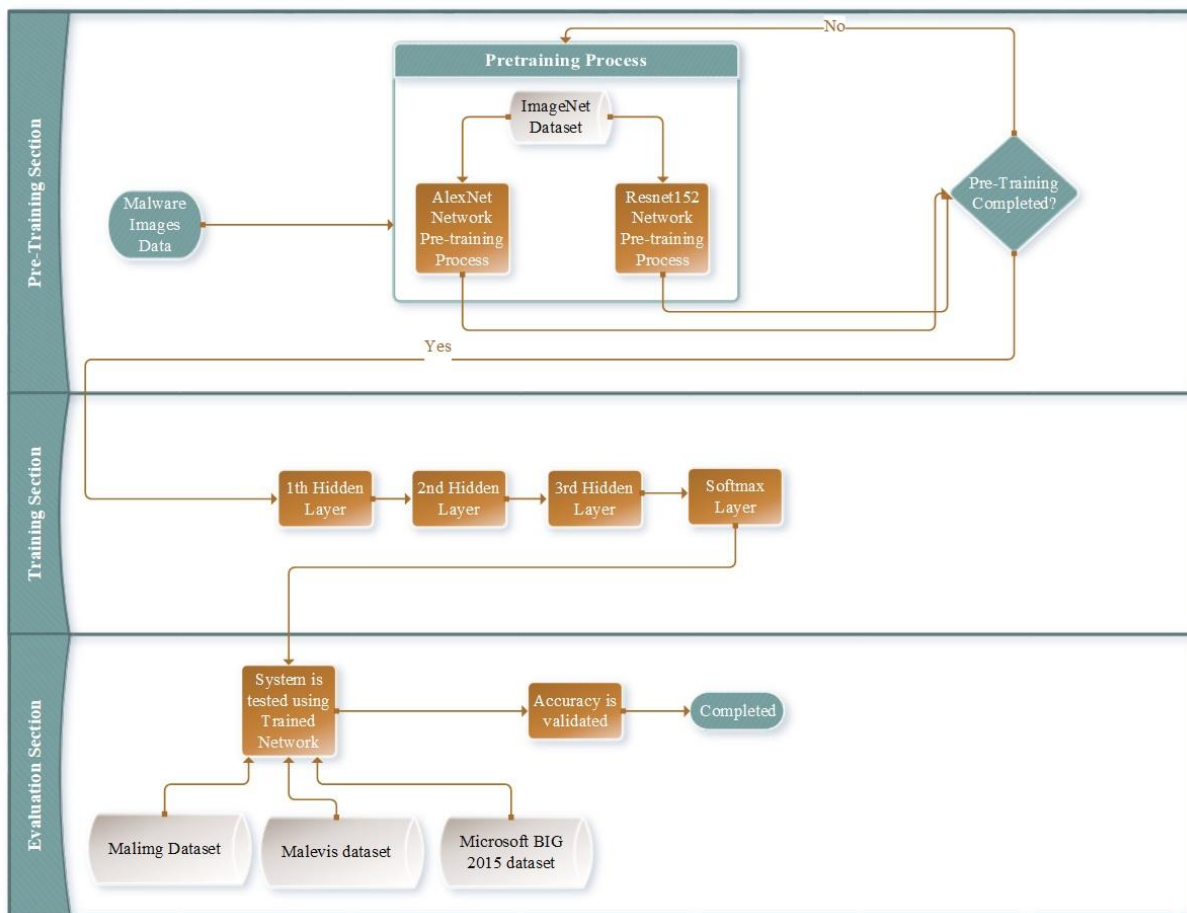 Pre-Training Section
No
Pretraining Process
ImageNet
Dataset
AlexNet
Network
Pre-training
Process
Resnet152
Network
Pre-training
Process
Malware
Images
Data
Pre-Training
Completed?
Yes
Training Section
1th Hidden
Layer
2nd Hidden
Layer
3rd Hidden
Layer
Softmax
Layer
Evaluation Section
System is
tested using
Trained
Network
Accuracy is
validated
Completed
Malimg Dataset
Malevis dataset
Microsoft BIG
2015 dataset